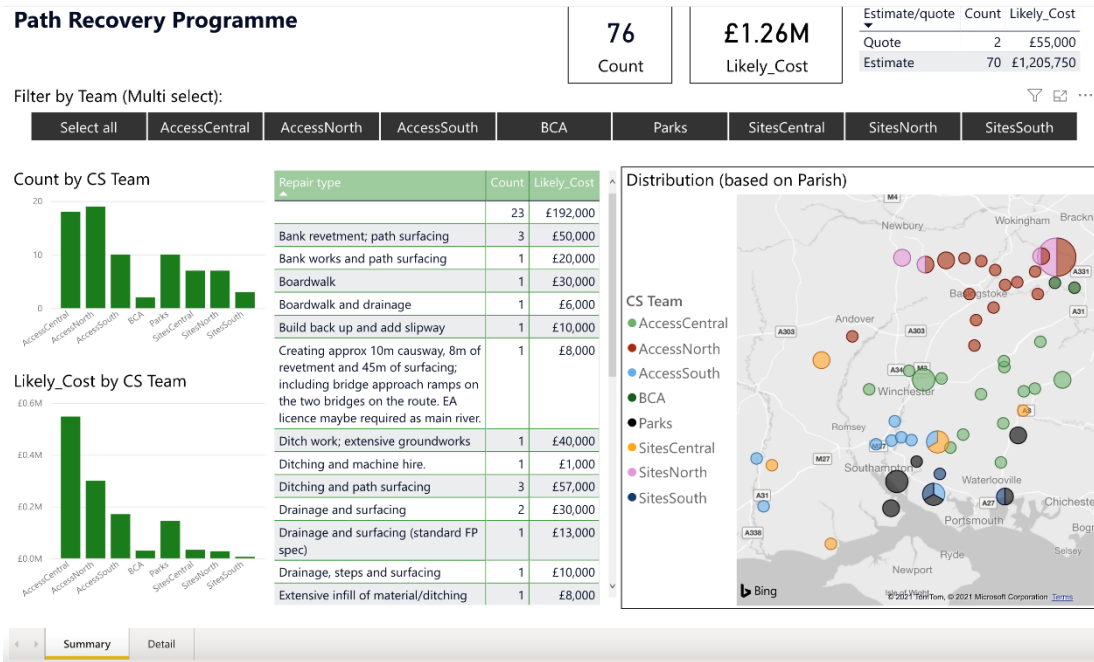 Path Recovery Programme
76
Count
£1.26M
Likely_Cost
Estimate/quote Count Likely_Cost
Quote 2 £55,000
Estimate 70 £1,205,750
Filter by Team (Multi select):
Select all AccessCentral AccessNorth AccessSouth BCA Parks SitesCentral SitesNorth SitesSouth
Count by CS Team
20
10
0
AccessCentral AccessNorth AccessSouth BCA Parks SitesCentral SitesNorth SitesSouth
Likely_Cost by CS Team
£0.6M
£0.4M
£0.2M
£0.0M
AccessCentral AccessNorth AccessSouth BCA Parks SitesCentral SitesNorth SitesSouth
Repair type Count Likely_Cost
23 £192,000
Bank revetment; path surfacing 3 £50,000
Bank works and path surfacing 1 £20,000
Boardwalk 1 £30,000
Boardwalk and drainage 1 £6,000
Build back up and add slipway 1 £10,000
Creating approx 10m causway, 8m of 1 £8,000
revetment and 45m of surfacing;
including bridge approach ramps on
the two bridges on the route. EA
licence maybe required as main river.
Ditch work; extensive groundworks 1 £40,000
Ditching and machine hire. 1 £1,000
Ditching and path surfacing 3 £57,000
Drainage and surfacing 2 £30,000
Drainage and surfacing (standard FP 1 £13,000
spec)
Drainage, steps and surfacing 1 £10,000
Extensive infill of material/ditching 1 £8,000
Distribution (based on Parish)
CS Team
AccessCentral
AccessNorth
AccessSouth
BCA
Parks
SitesCentral
SitesNorth
SitesSouth
M4
Newbury
Wokingham
Brackn
A331
Basingstoke
A31
Andover
A303
A303
A34
M3
Winchester
A3
Romsey
M27
M27
Southampton
Waterlooville
A31
A27
Chicheste
Portsmouth
A338
Bogr
Ryde
Selsey
Newport
Isle of Wight
Bing
© 2021 TomTom, © 2021 Microsoft Corporation Terms
Summary Detail